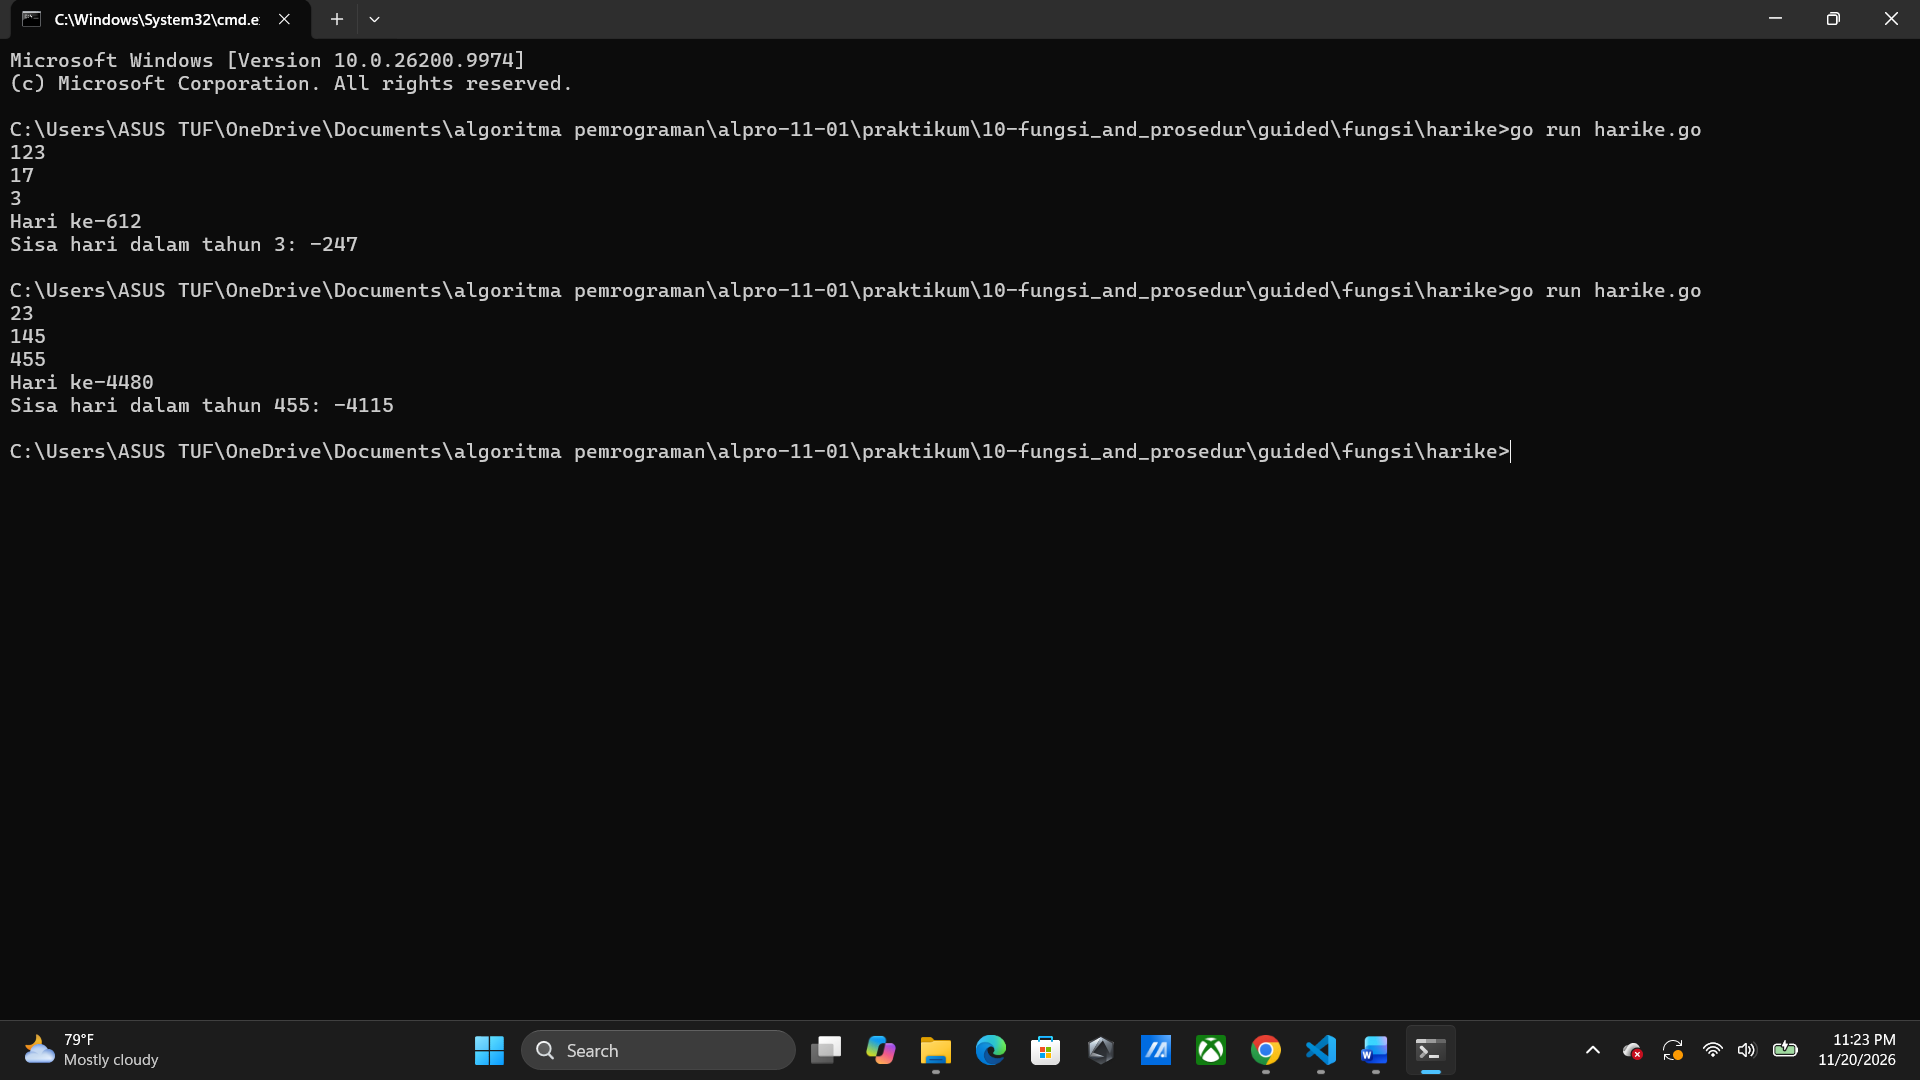 C:\Windows\System32\cmd.e
Microsoft Windows [Version 10.0.26200.9974]
(c) Microsoft Corporation. All rights reserved.
C:\Users\ASUS TUF\OneDrive\Documents\algoritma pemrograman\alpro-11-01\praktikum\10-fungsi_and_prosedur\guided\fungsi\harike>go run harike.go
123
17
3
Hari ke-612
Sisa hari dalam tahun 3: -247
C:\Users\ASUS TUF\OneDrive\Documents\algoritma pemrograman\alpro-11-01\praktikum\10-fungsi_and_prosedur\guided\fungsi\harike>go run harike.go
23
145
455
Hari ke-4480
Sisa hari dalam tahun 455: -4115
C:\Users\ASUS TUF\OneDrive\Documents\algoritma pemrograman\alpro-11-01\praktikum\10-fungsi_and_prosedur\guided\fungsi\harike>
79°F
Mostly cloudy
Search
11:23 PM
11/20/2026